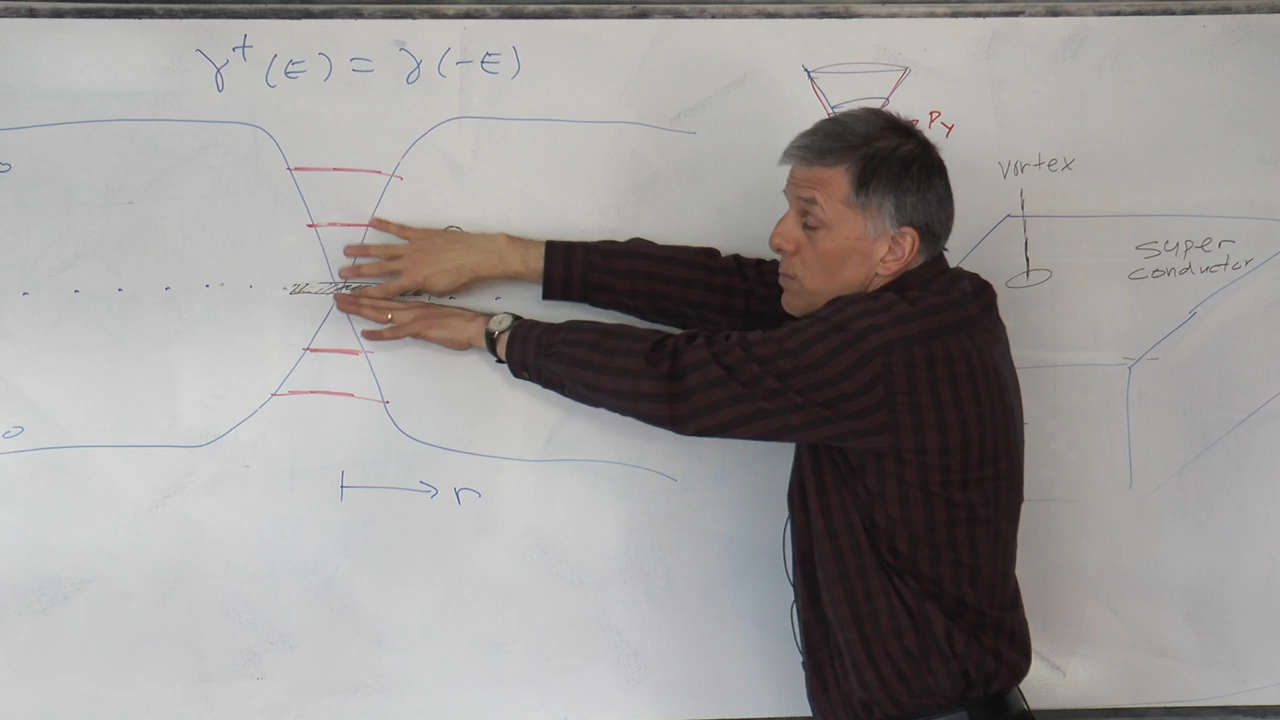 γ†(E) = γ(-E)
Py
vortex
super
conductor
r